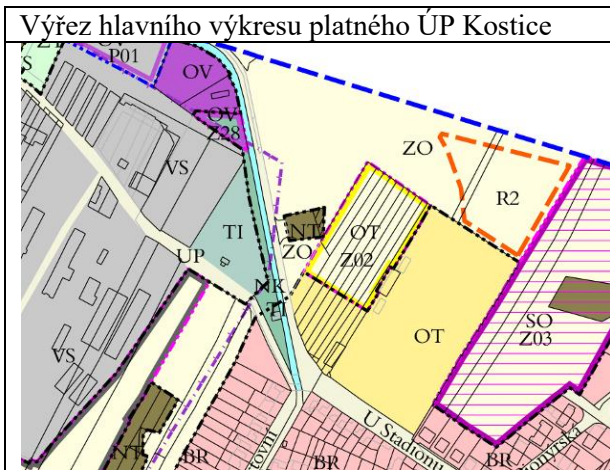 Výřez hlavního výkresu platného ÚP Kostice
P01
OV
S
OV
Z28
VS
ZO
R2
TI
NT
OT
ZO
Z02
UP
NK
TI
OT
SO
Z03
VS
U Stadionu
NT
BR
BR
BR